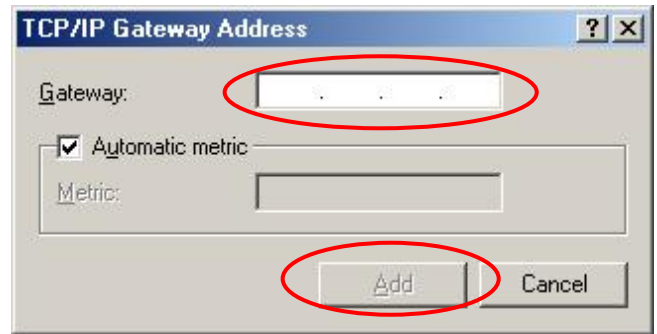 TCP/IP Gateway Address ? X
Gateway: . . .
Automatic metric
Metric:
Add Cancel